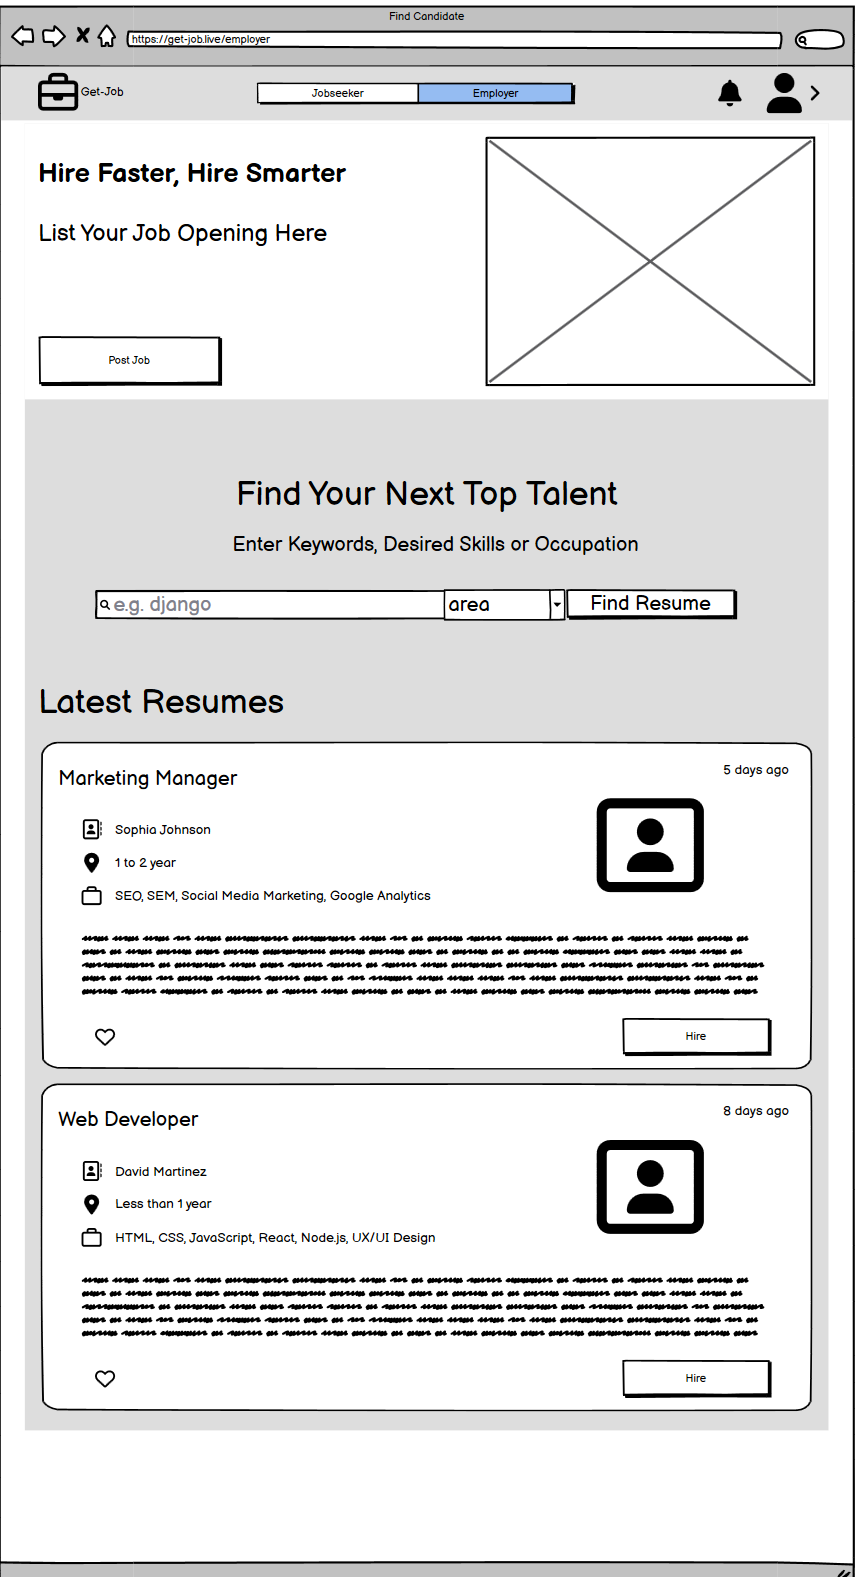 Find Candidate
https://get-job.live/employer
Get-Job
Jobseeker
Employer
Hire Faster, Hire Smarter
List Your Job Opening Here
Post Job
Find Your Next Top Talent
Enter Keywords, Desired Skills or Occupation
e.g. django
area
Find Resume
Latest Resumes
Marketing Manager
5 days ago
Sophia Johnson
1 to 2 year
SEO, SEM, Social Media Marketing, Google Analytics
Hire
Web Developer
8 days ago
David Martinez
Less than 1 year
HTML, CSS, JavaScript, React, Node.js, UX/UI Design
Hire